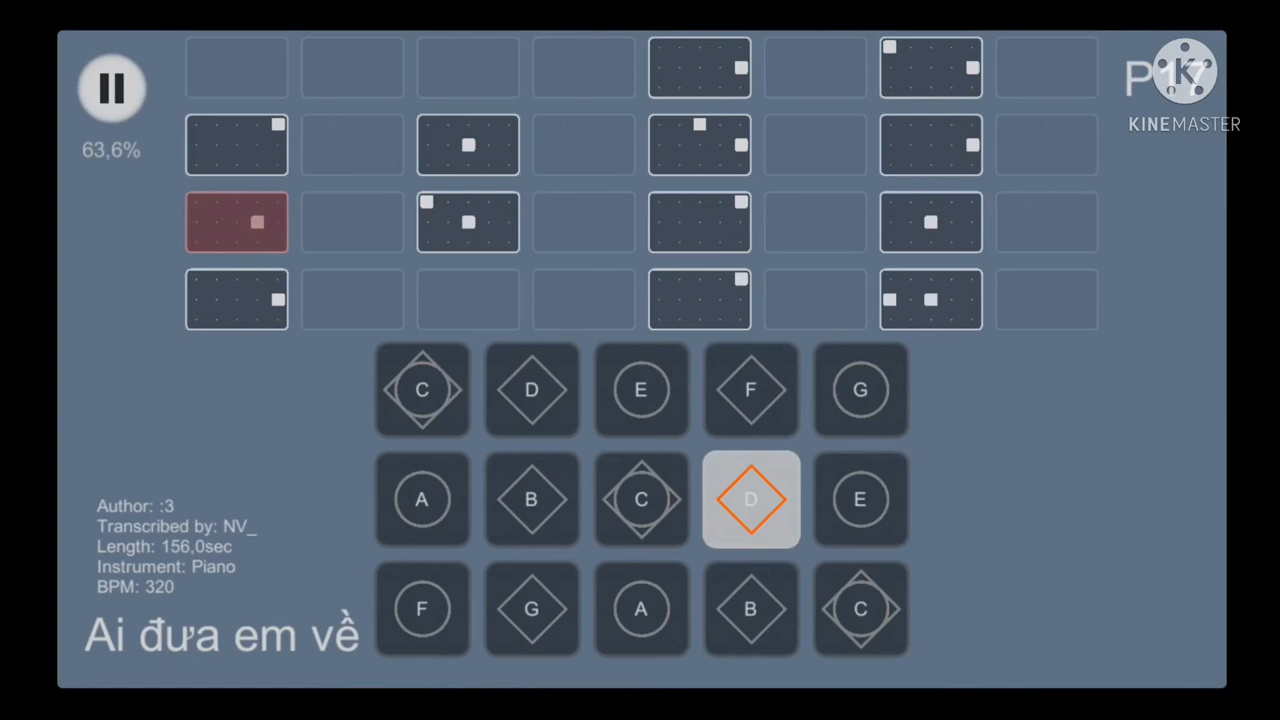 P17
K
KINEMASTER
63,6%
C D E F G
A B C D E
F G A B C
Author: :3
Transcribed by: NV_
Length: 156,0sec
Instrument: Piano
BPM: 320
Ai đưa em về